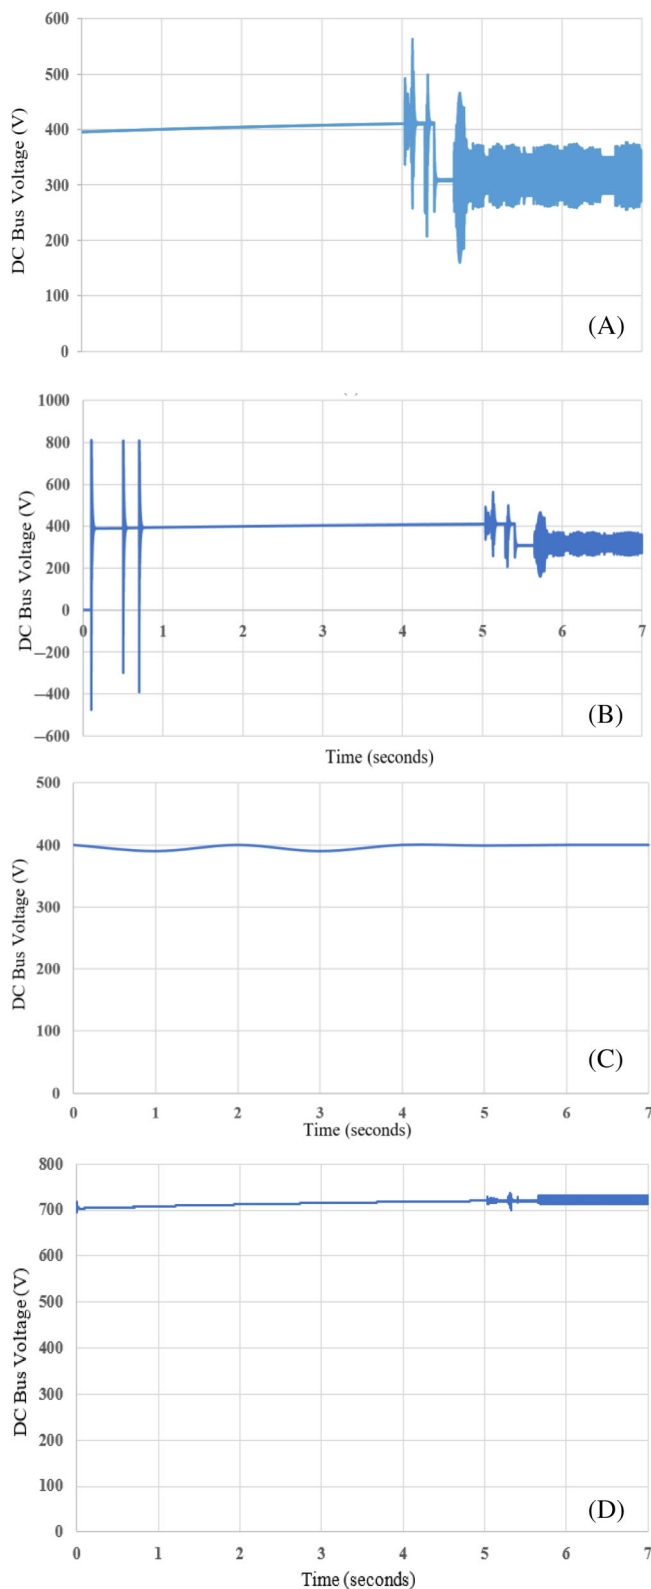 600
500
400
300
200
100
0
DC Bus Voltage (V)
(A)
1000
800
600
400
200
0
–200
–400
–600
0 1 2 3 4 5 6 7
DC Bus Voltage (V)
(B)
Time (seconds)
500
400
300
200
100
0
DC Bus Voltage (V)
(C)
0 1 2 3 4 5 6 7
Time (seconds)
800
700
600
500
400
300
200
100
0
DC Bus Voltage (V)
(D)
0 1 2 3 4 5 6 7
Time (seconds)